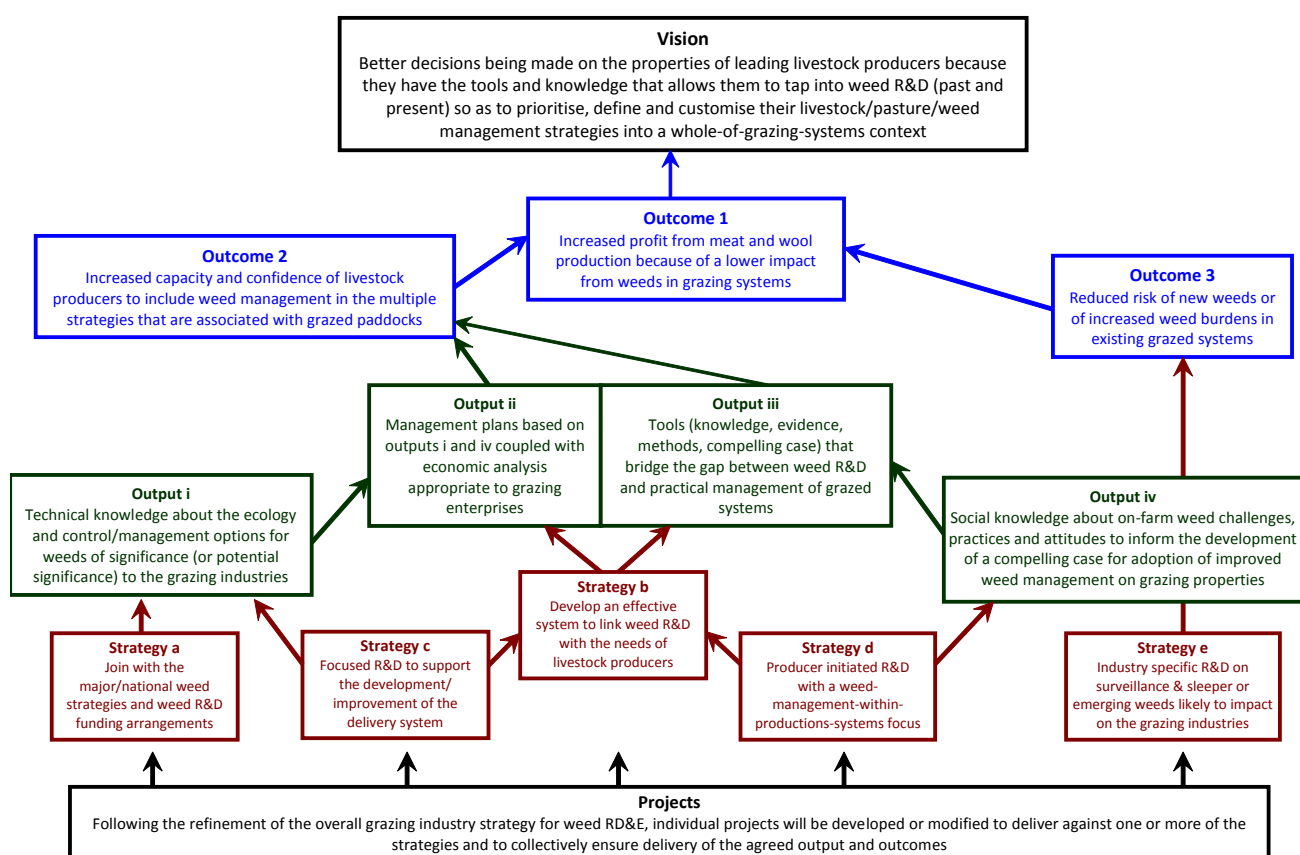 Vision
Better decisions being made on the properties of leading livestock producers because
they have the tools and knowledge that allows them to tap into weed R&D (past and
present) so as to prioritise, define and customise their livestock/pasture/weed
management strategies into a whole-of-grazing-systems context
Outcome 1
Increased profit from meat and wool
production because of a lower impact
from weeds in grazing systems
Outcome 2
Increased capacity and confidence of livestock
producers to include weed management in the multiple
strategies that are associated with grazed paddocks
Outcome 3
Reduced risk of new weeds or
of increased weed burdens in
existing grazed systems
Output ii
Management plans based on
outputs i and iv coupled with
economic analysis
appropriate to grazing
enterprises
Output iii
Tools (knowledge, evidence,
methods, compelling case) that
bridge the gap between weed R&D
and practical management of grazed
systems
Output i
Technical knowledge about the ecology
and control/management options for
weeds of significance (or potential
significance) to the grazing industries
Output iv
Social knowledge about on-farm weed challenges,
practices and attitudes to inform the development
of a compelling case for adoption of improved
weed management on grazing properties
Strategy a
Join with the
major/national weed
strategies and weed R&D
funding arrangements
Strategy c
Focused R&D to support
the development/
improvement of the
delivery system
Strategy b
Develop an effective
system to link weed R&D
with the needs of
livestock producers
Strategy d
Producer initiated R&D
with a weed-
management-within-
productions-systems focus
Strategy e
Industry specific R&D on
surveillance & sleeper or
emerging weeds likely to impact
on the grazing industries
Projects
Following the refinement of the overall grazing industry strategy for weed RD&E, individual projects will be developed or modified to deliver against one or more of the
strategies and to collectively ensure delivery of the agreed output and outcomes